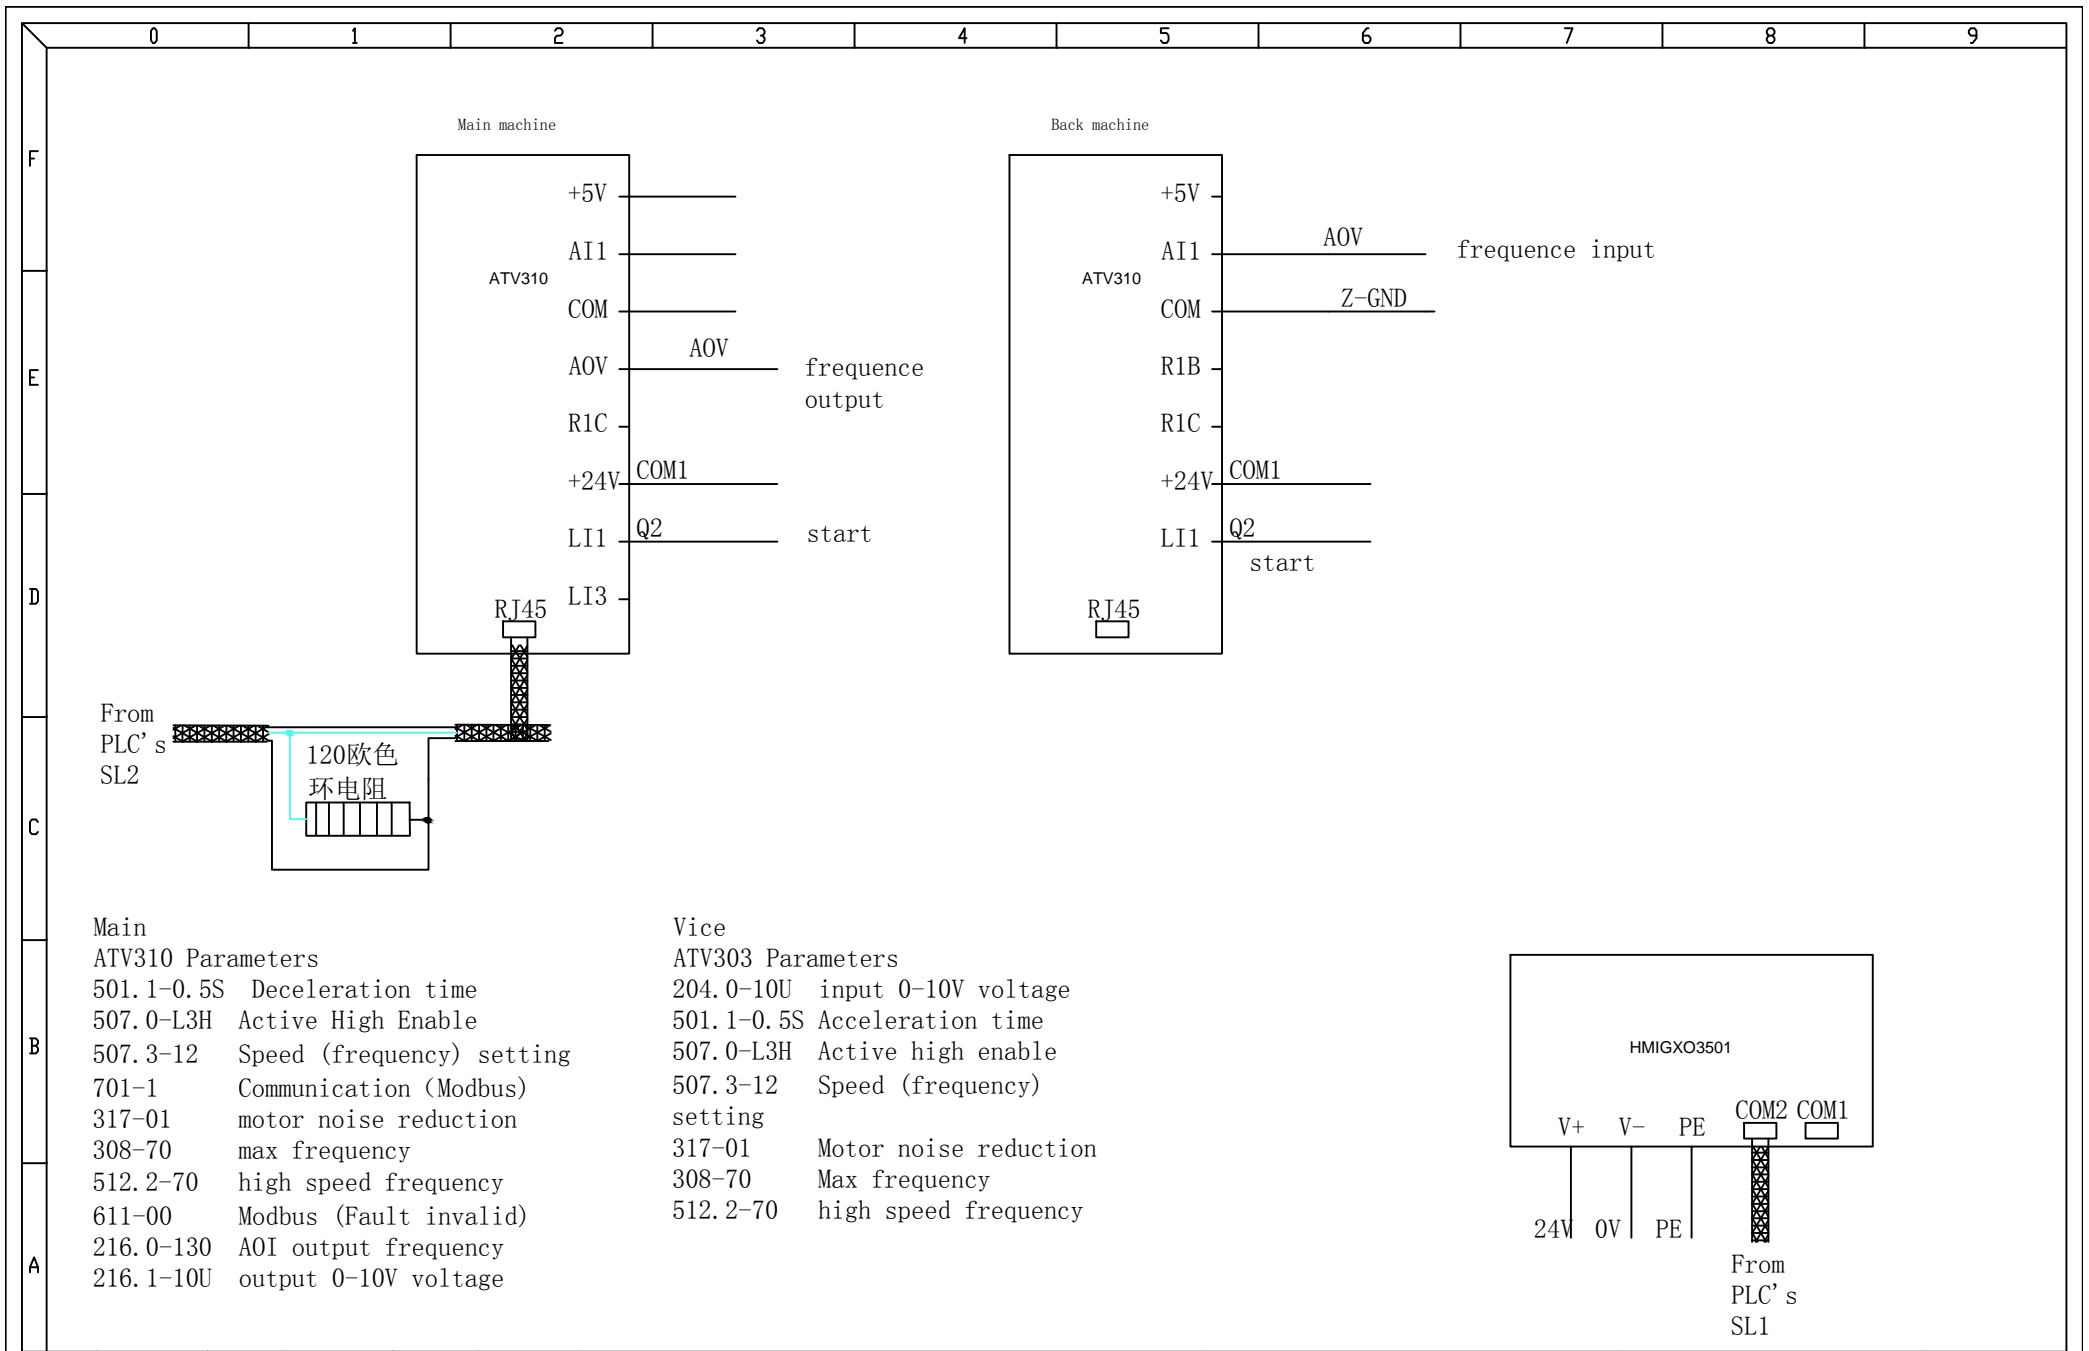 0 1 2 3 4 5 6 7 8 9
F
E
D
C
B
A
Main machine
ATV310
+5V
AI1
COM
AOV
AOV
frequence
output
R1C
+24V
COM1
LI1
Q2
start
LI3
RJ45
Back machine
ATV310
+5V
AI1
AOV
frequence input
COM
Z-GND
R1B
R1C
+24V
COM1
LI1
Q2
start
RJ45
From
PLC's
SL2
120欧色
环电阻
Main
ATV310 Parameters
501.1-0.5S Deceleration time
507.0-L3H Active High Enable
507.3-12 Speed (frequency) setting
701-1 Communication (Modbus)
317-01 motor noise reduction
308-70 max frequency
512.2-70 high speed frequency
611-00 Modbus (Fault invalid)
216.0-130 AOI output frequency
216.1-10U output 0-10V voltage
Vice
ATV303 Parameters
204.0-10U input 0-10V voltage
501.1-0.5S Acceleration time
507.0-L3H Active high enable
507.3-12 Speed (frequency)
setting
317-01 Motor noise reduction
308-70 Max frequency
512.2-70 high speed frequency
HMIGXO3501
V+ V- PE COM2 COM1
24V 0V PE
From
PLC's
SL1